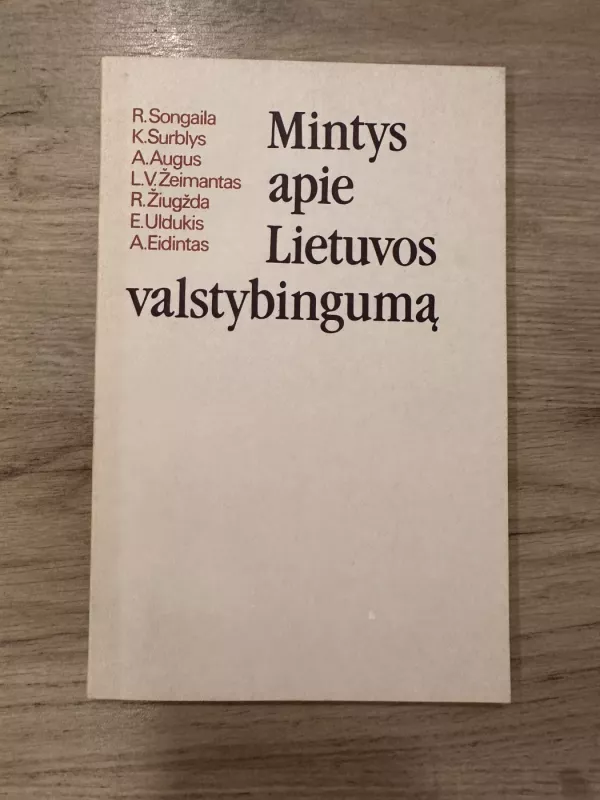 R.Songaila
K.Surblys
A.Augus
L.V.Žeimantas
R.Žiugžda
E.Uldukis
A.Eidintas
Mintys
apie
Lietuvos
valstybingumą